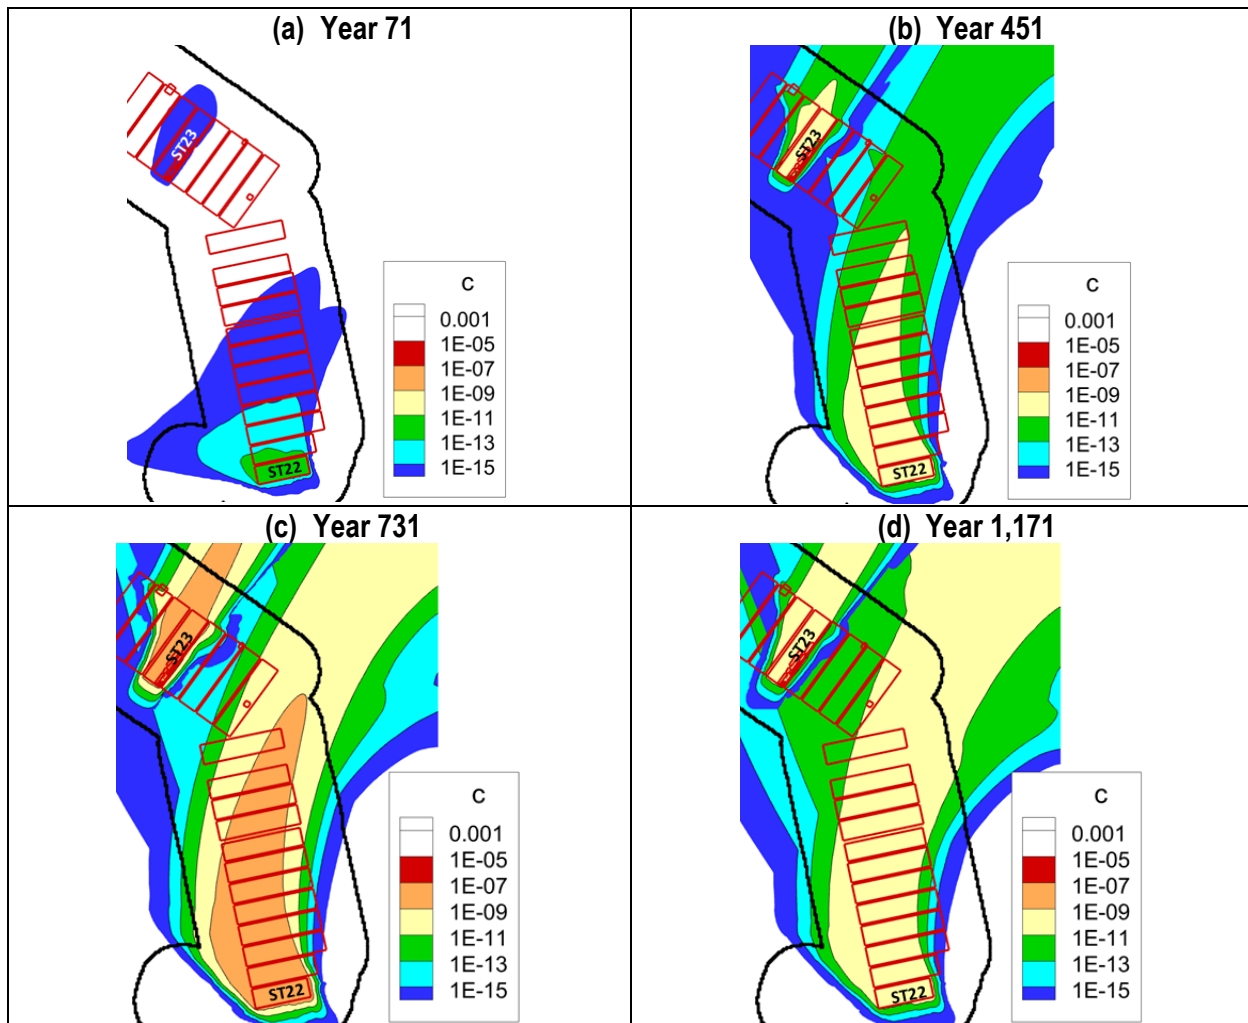 (a) Year 71
ST23
ST22
C
0.001
1E-05
1E-07
1E-09
1E-11
1E-13
1E-15
(b) Year 451
ST23
ST22
C
0.001
1E-05
1E-07
1E-09
1E-11
1E-13
1E-15
(c) Year 731
ST23
ST22
C
0.001
1E-05
1E-07
1E-09
1E-11
1E-13
1E-15
(d) Year 1,171
ST23
ST22
C
0.001
1E-05
1E-07
1E-09
1E-11
1E-13
1E-15